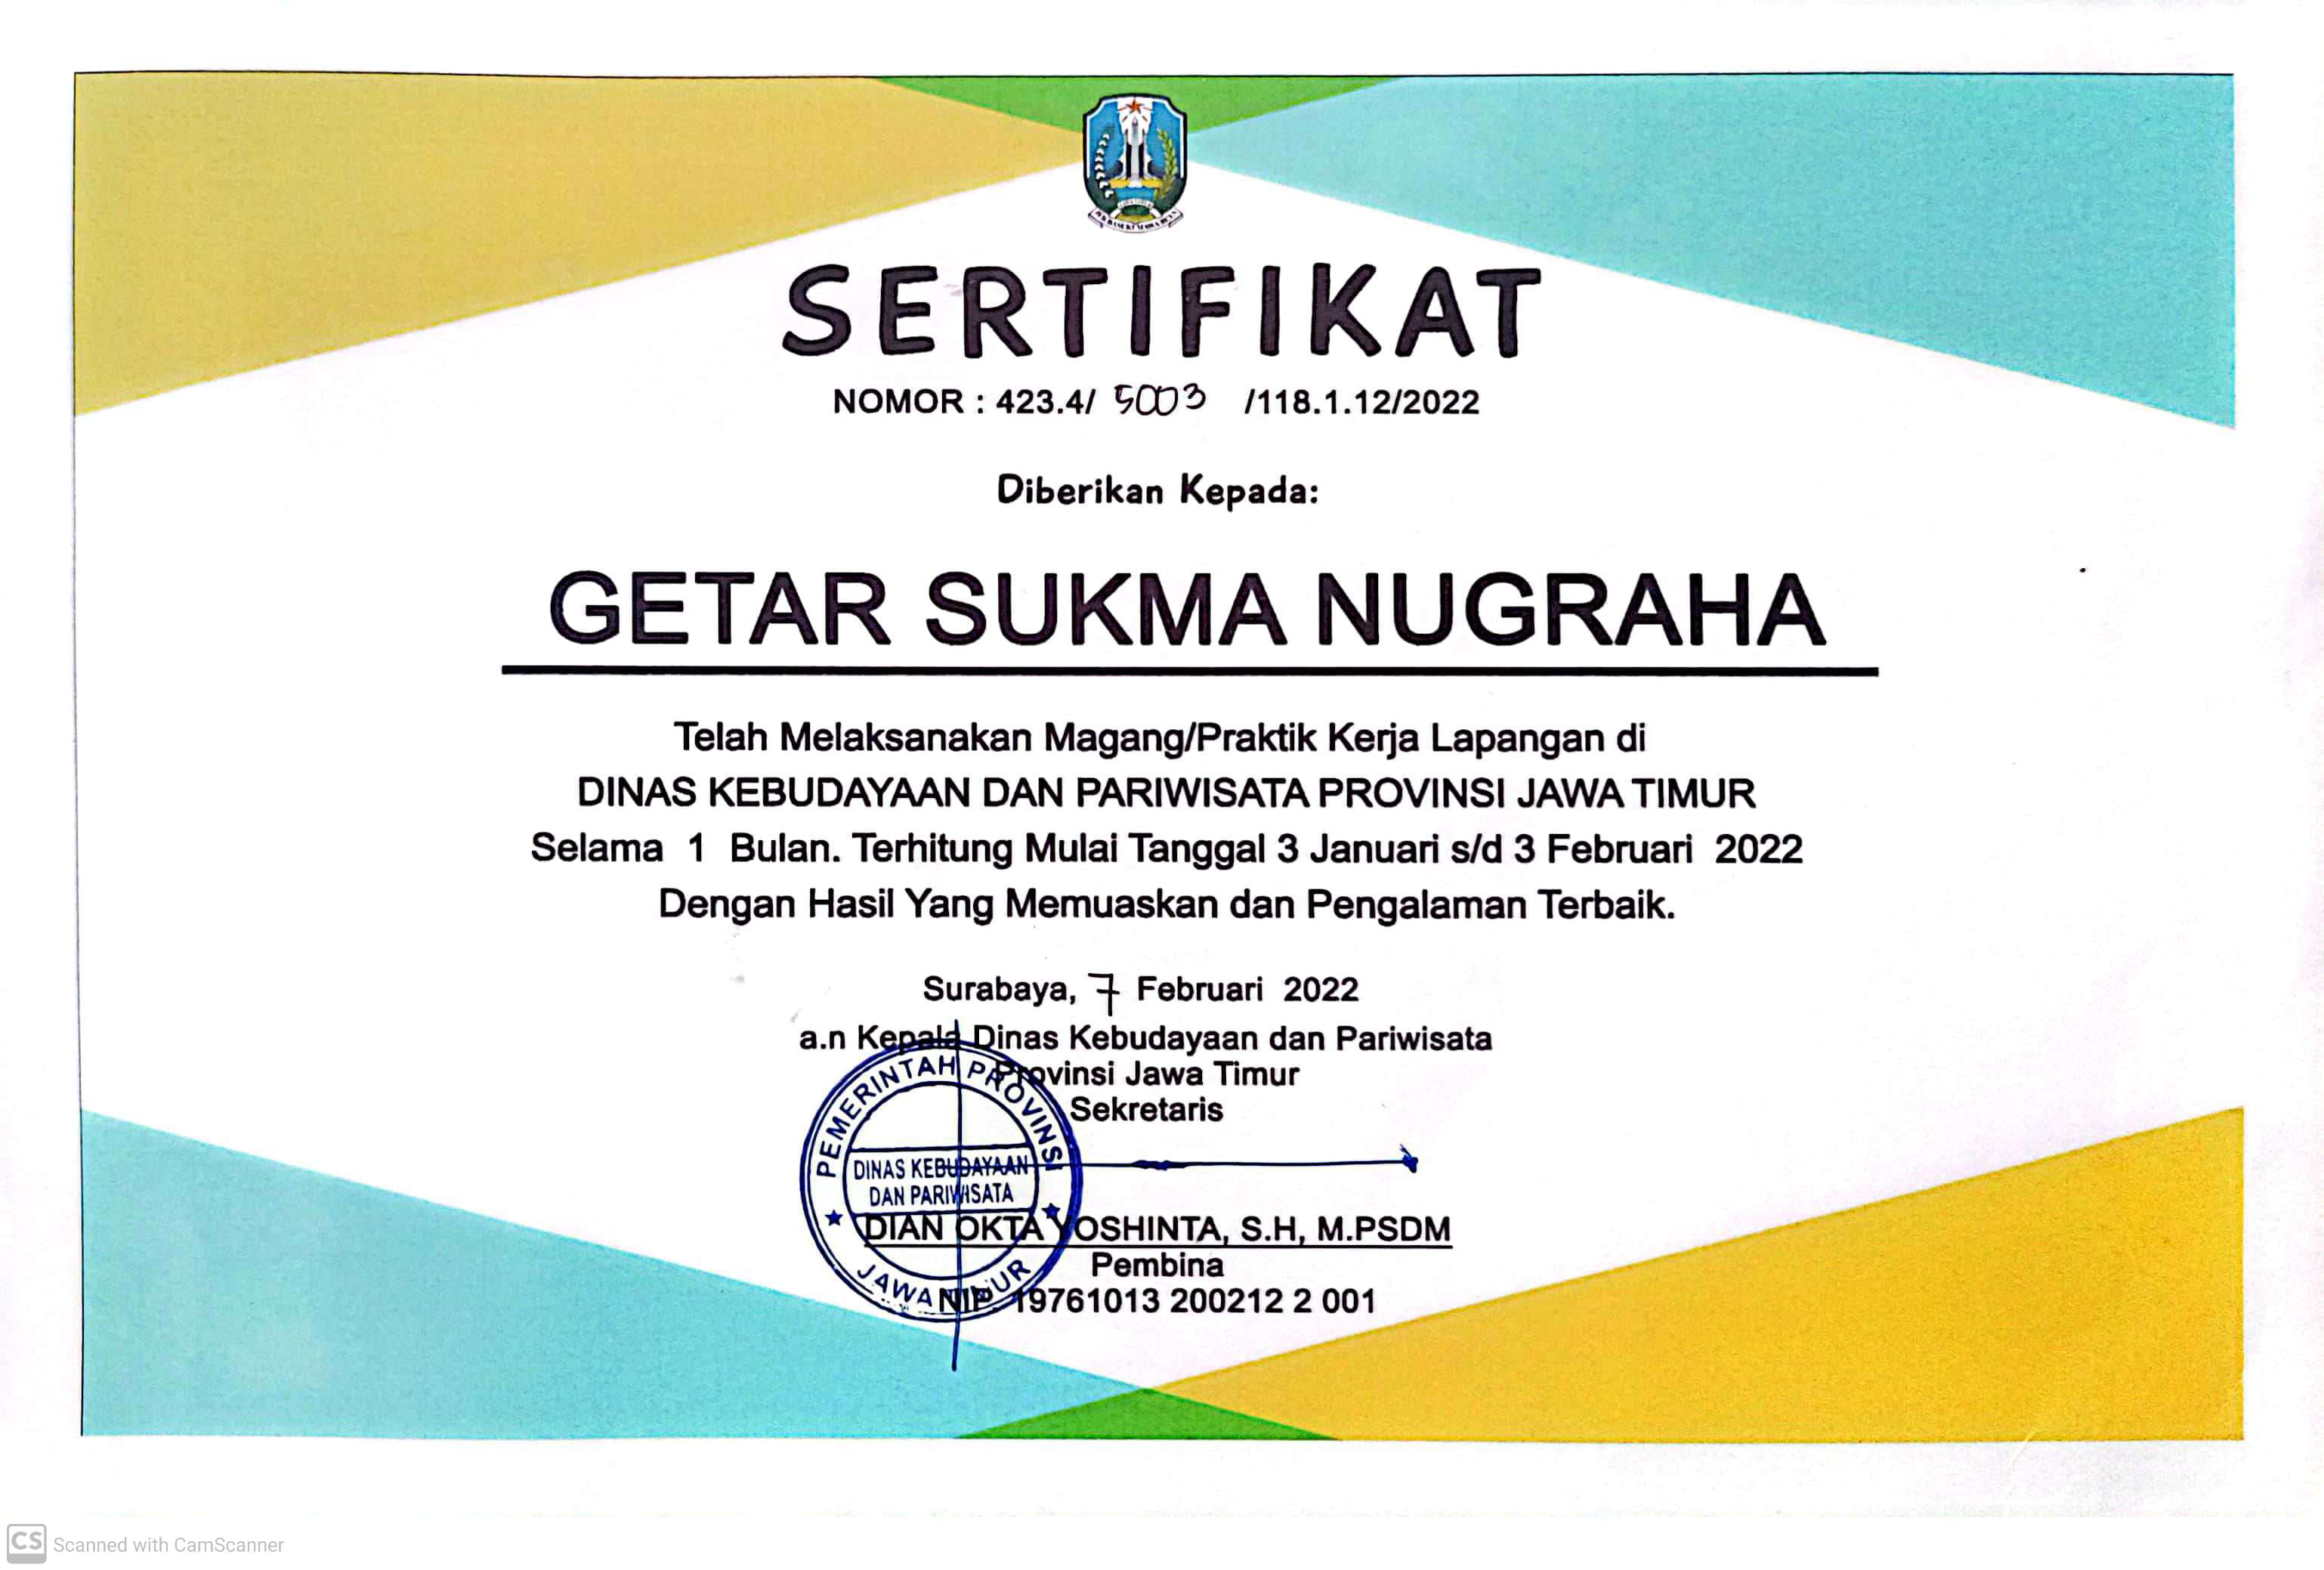 SERTIFIKAT
NOMOR : 423.4/ 5003 /118.1.12/2022
Diberikan Kepada:
GETAR SUKMA NUGRAHA
Telah Melaksanakan Magang/Praktik Kerja Lapangan di
DINAS KEBUDAYAAN DAN PARIWISATA PROVINSI JAWA TIMUR
Selama 1 Bulan. Terhitung Mulai Tanggal 3 Januari s/d 3 Februari 2022
Dengan Hasil Yang Memuaskan dan Pengalaman Terbaik.
Surabaya, 7 Februari 2022
a.n Kepala Dinas Kebudayaan dan Pariwisata
Provinsi Jawa Timur
Sekretaris
PEMERINTAH PROVINSI
DINAS KEBUDAYAAN
DAN PARIWISATA
JAWA TIMUR
DIAN OKTA YOSHINTA, S.H, M.PSDM
Pembina
NIP. 19761013 200212 2 001
CS Scanned with CamScanner